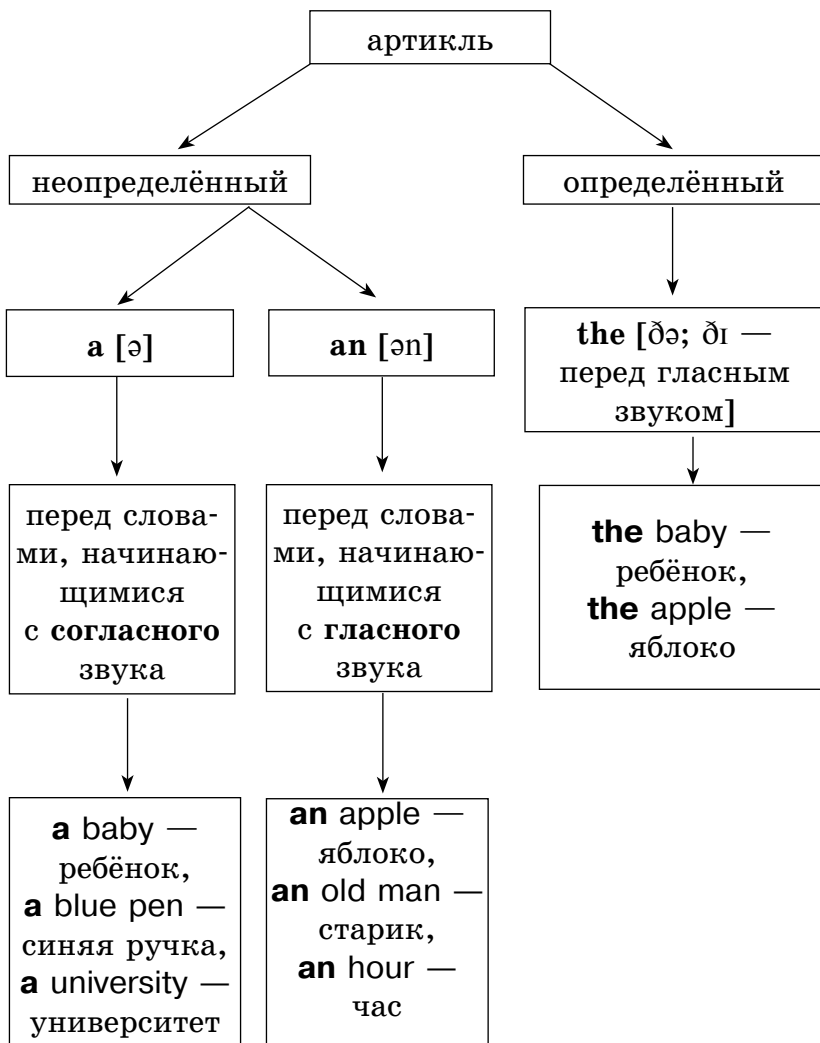 артикль
неопределённый
определённый
a [ə]
an [ən]
the [ðə; ðɪ —
перед гласным
звуком]
перед слова-
ми, начинаю-
щимися
с согласного
звука
перед слова-
ми, начинаю-
щимися
с гласного
звука
the baby —
ребёнок,
the apple —
яблоко
a baby —
ребёнок,
a blue pen —
синяя ручка,
a university —
университет
an apple —
яблоко,
an old man —
старик,
an hour —
час